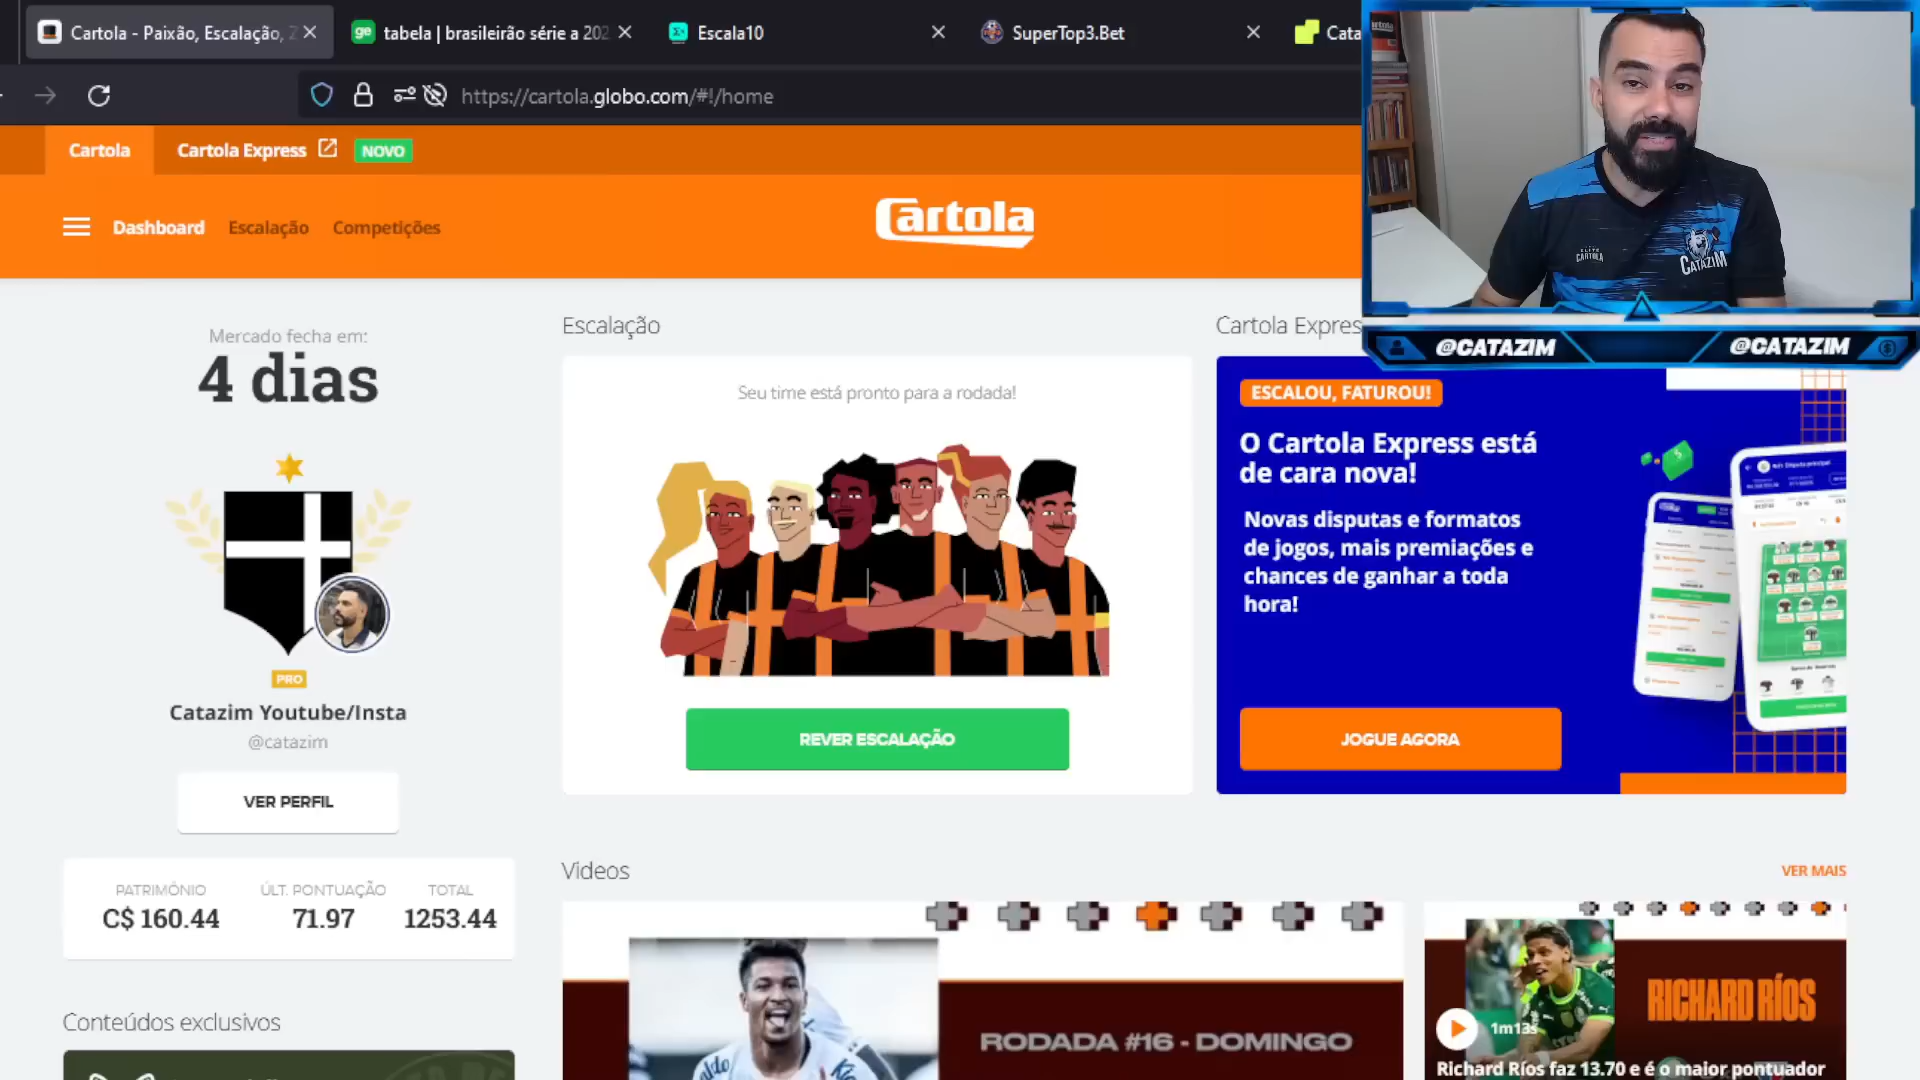 Cartola - Paixão, Escalação, Z
tabela | brasileirão série a 202
Escala10
SuperTop3.Bet
Cata
https://cartola.globo.com/#!/home
Cartola
Cartola Express
NOVO
Dashboard
Escalação
Competições
Cartola
CATAZIM
@CATAZIM
@CATAZIM
Mercado fecha em:
4 dias
PRO
Catazim Youtube/Insta
@catazim
VER PERFIL
PATRIMÔNIO
ÚLT. PONTUAÇÃO
TOTAL
C$ 160.44
71.97
1253.44
Conteúdos exclusivos
Escalação
Seu time está pronto para a rodada!
REVER ESCALAÇÃO
Cartola Expres
ESCALOU, FATUROU!
O Cartola Express está
de cara nova!
Novas disputas e formatos
de jogos, mais premiações e
chances de ganhar a toda
hora!
JOGUE AGORA
Videos
VER MAIS
RODADA #16 - DOMINGO
RICHARD RÍOS
1m13s
Richard Ríos faz 13.70 e é o maior pontuador